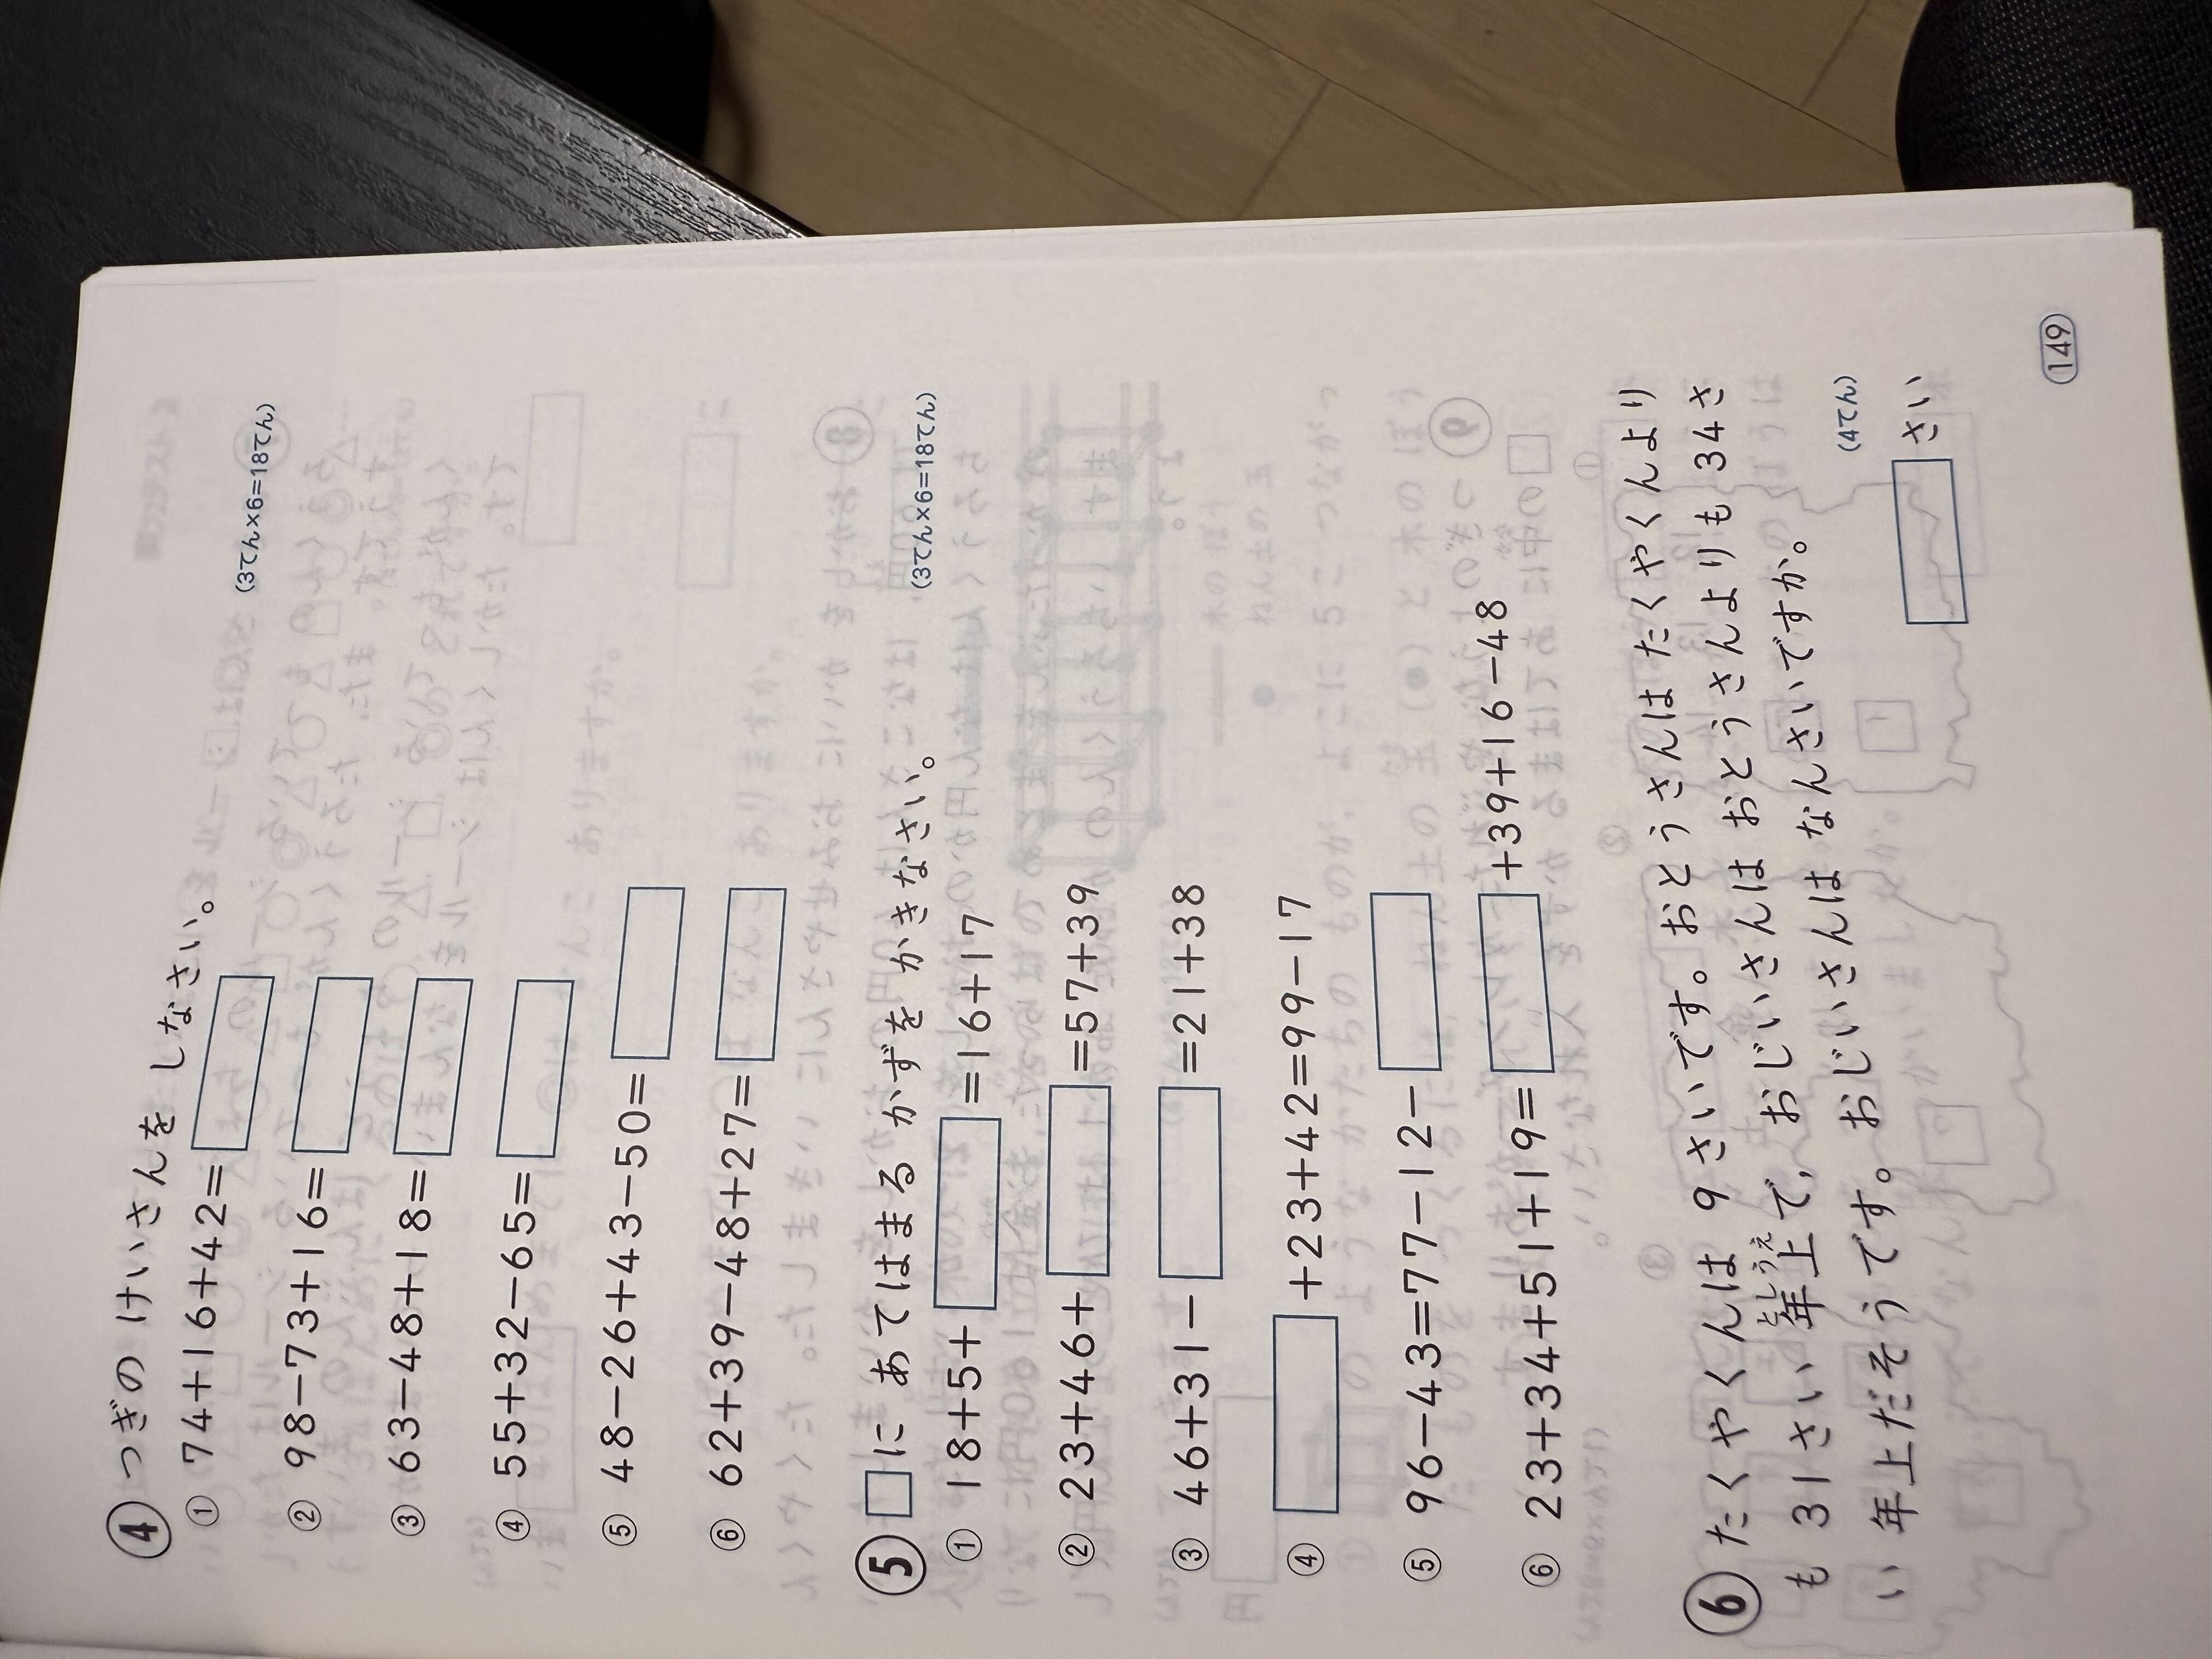 ④ つぎの けいさんを しなさい。
(3てん×6=18てん)
① 74+16+42=
② 98-73+16=
③ 63-48+18=
④ 55+32-65=
⑤ 48-26+43-50=
⑥ 62+39-48+27=
⑤ □に あてはまる かずを かきなさい。
(3てん×6=18てん)
① 18+5+□=16+17
② 23+46+□=57+39
③ 46+31-□=21+38
④ □+23+42=99-17
⑤ 96-43=77-12-□
⑥ 23+34+51+19=□+39+16-48
⑥ たくやくんは 9さいです。おとうさんは たくやくんより
も 31さい 年上で，おじいさんは おとうさんよりも 34さ
としうえ
い 年上だそうです。おじいさんは なんさいですか。
(4てん)
さい
149